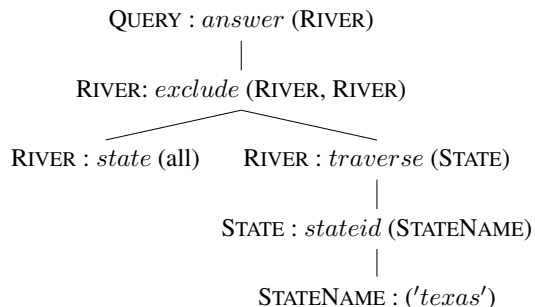 QUERY : answer (RIVER)
RIVER: exclude (RIVER, RIVER)
RIVER : state (all) RIVER : traverse (STATE)
STATE : stateid (STATENAME)
STATENAME : ('texas')